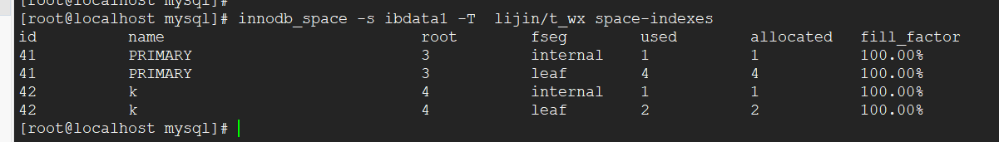 [root@localhost mysql]#
[root@localhost mysql]# innodb_space -s ibdata1 -T  lijin/t_wx space-indexes
id name root fseg used allocated fill_factor
41 PRIMARY 3 internal 1 1 100.00%
41 PRIMARY 3 leaf 4 4 100.00%
42 k 4 internal 1 1 100.00%
42 k 4 leaf 2 2 100.00%
[root@localhost mysql]#